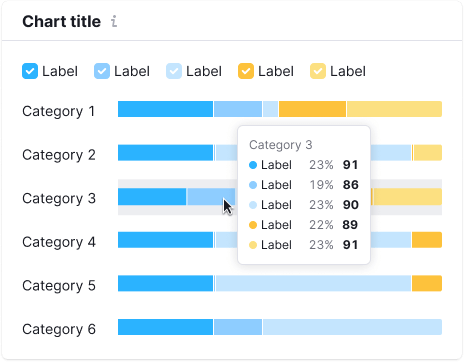 Chart title i
Label Label Label Label Label
Category 1
Category 2
Category 3
Category 4
Category 5
Category 6
Category 3
Label 23% 91
Label 19% 86
Label 23% 90
Label 22% 89
Label 23% 91